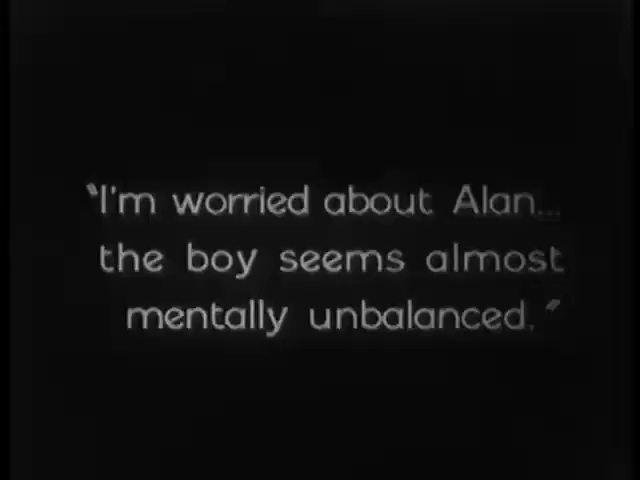 "I'm worried about Alan...
the boy seems almost
mentally unbalanced."